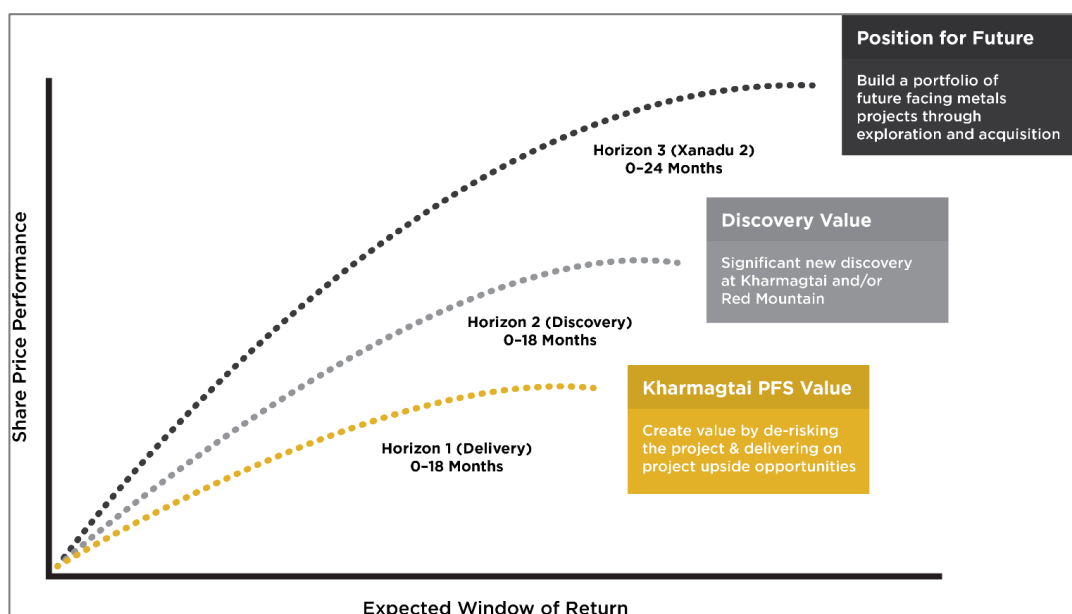 Position for Future
Build a portfolio of
future facing metals
projects through
exploration and acquisition
Horizon 3 (Xanadu 2)
0–24 Months
Discovery Value
Significant new discovery
at Kharmagtai and/or
Red Mountain
Horizon 2 (Discovery)
0–18 Months
Kharmagtai PFS Value
Create value by de-risking
the project & delivering on
project upside opportunities
Horizon 1 (Delivery)
0–18 Months
Share Price Performance
Expected Window of Return